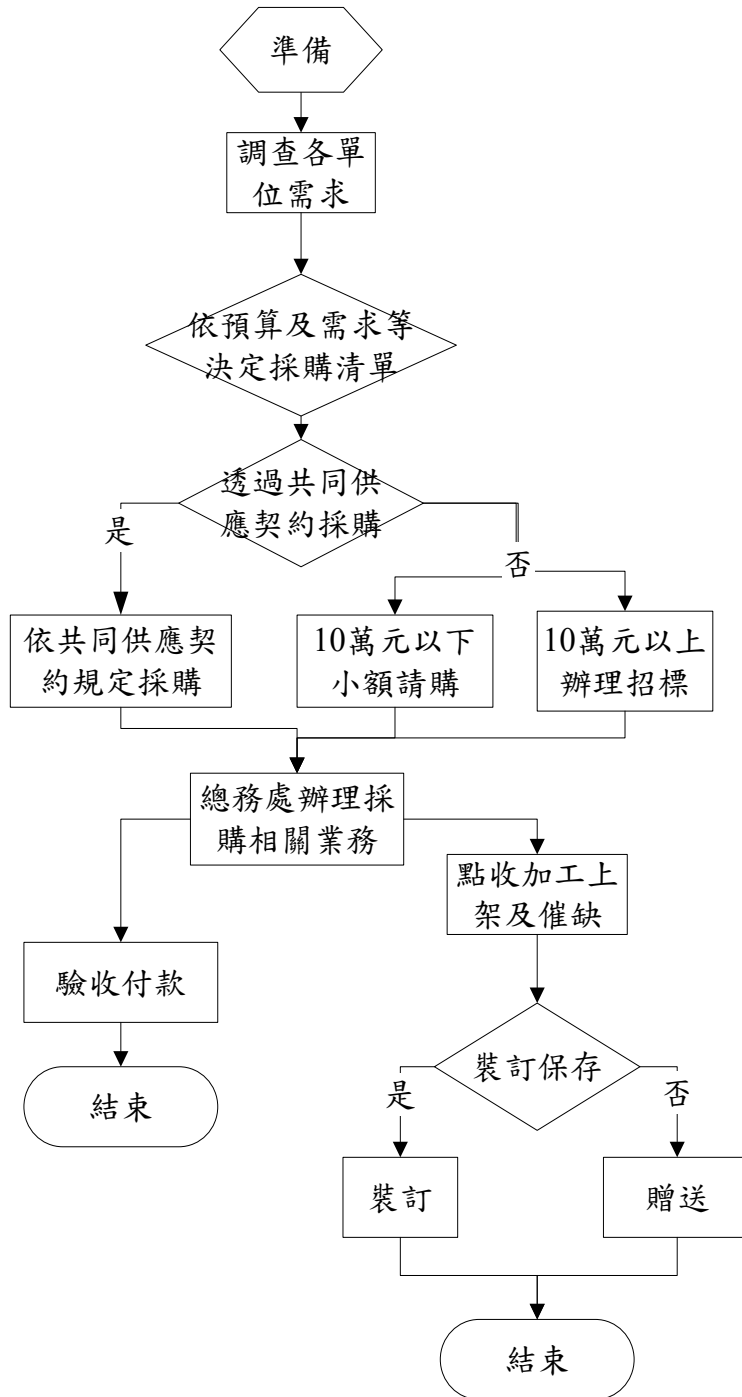 準備
調查各單
位需求
依預算及需求等
決定採購清單
透過共同供
應契約採購
是
否
依共同供應契
約規定採購
10萬元以下
小額請購
10萬元以上
辦理招標
總務處辦理採
購相關業務
點收加工上
架及催缺
驗收付款
裝訂保存
結束
是
否
裝訂
贈送
結束